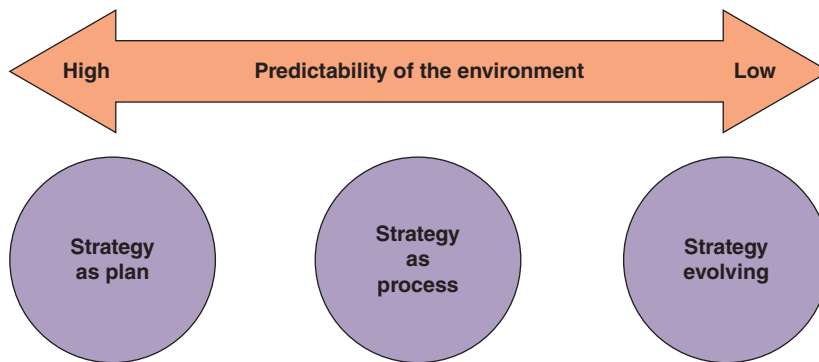 High Predictability of the environment Low
Strategy
as plan
Strategy
as
process
Strategy
evolving